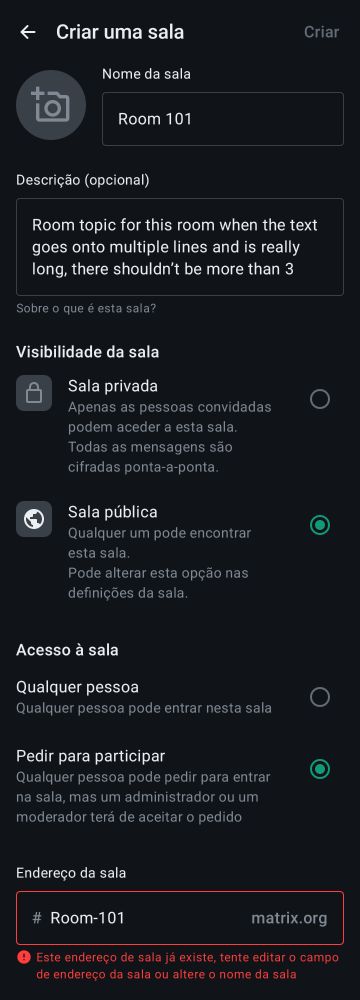 Criar uma sala
Criar
Nome da sala
Room 101
Descrição (opcional)
Room topic for this room when the text
goes onto multiple lines and is really
long, there shouldn’t be more than 3
Sobre o que é esta sala?
Visibilidade da sala
Sala privada
Apenas as pessoas convidadas
podem aceder a esta sala.
Todas as mensagens são
cifradas ponta-a-ponta.
Sala pública
Qualquer um pode encontrar
esta sala.
Pode alterar esta opção nas
definições da sala.
Acesso à sala
Qualquer pessoa
Qualquer pessoa pode entrar nesta sala
Pedir para participar
Qualquer pessoa pode pedir para entrar
na sala, mas um administrador ou um
moderador terá de aceitar o pedido
Endereço da sala
# Room-101 matrix.org
Este endereço de sala já existe, tente editar o campo
de endereço da sala ou altere o nome da sala